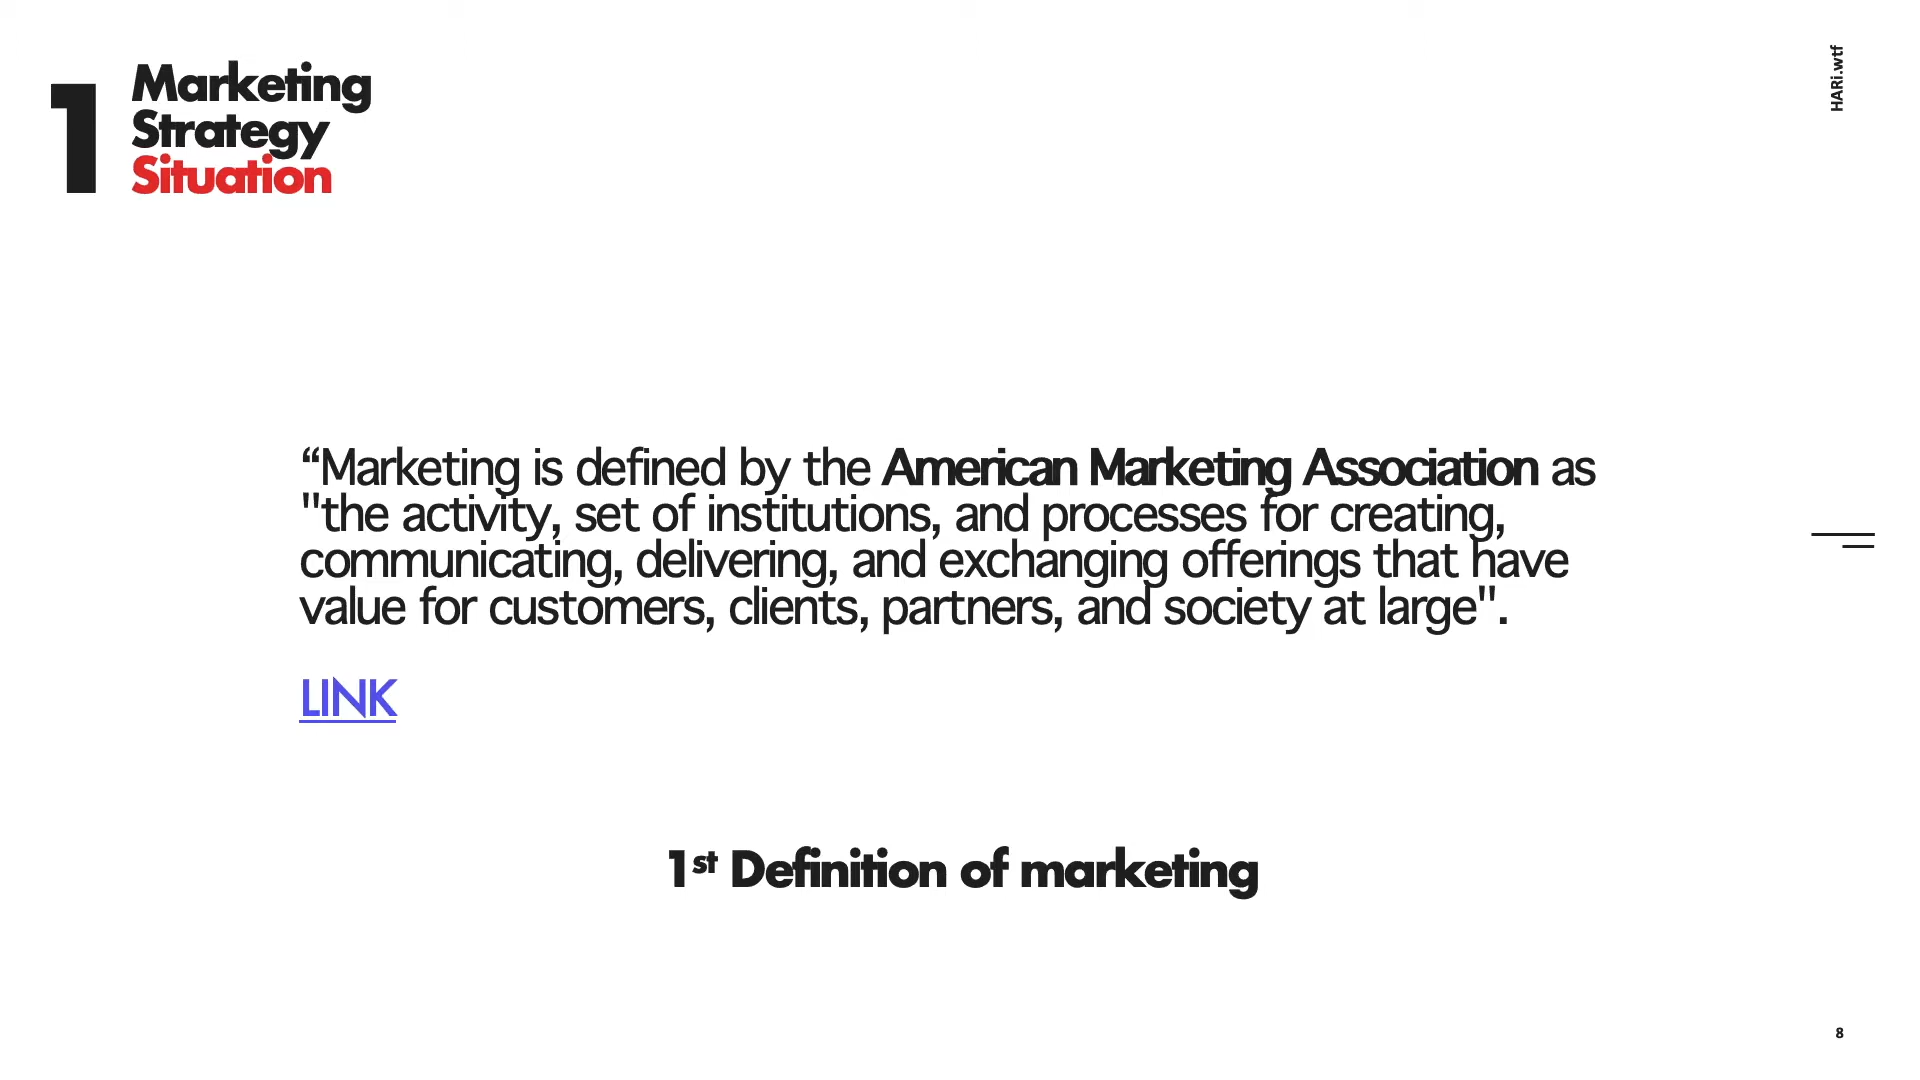 1
Marketing
Strategy
Situation
HARi.wtf
“Marketing is defined by the American Marketing Association as
"the activity, set of institutions, and processes for creating,
communicating, delivering, and exchanging offerings that have
value for customers, clients, partners, and society at large".
LINK
1st Definition of marketing
8